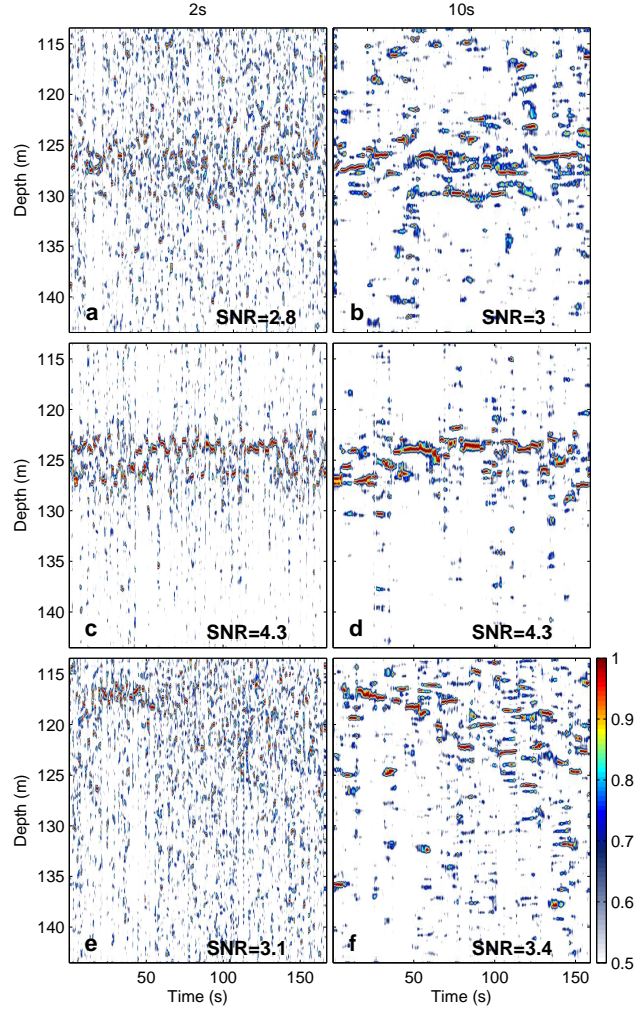 2s
10s
Depth (m)
115
120
125
130
135
140
a
SNR=2.8
b
SNR=3
Depth (m)
115
120
125
130
135
140
c
SNR=4.3
d
SNR=4.3
Depth (m)
115
120
125
130
135
140
e
SNR=3.1
f
SNR=3.4
1
0.9
0.8
0.7
0.6
0.5
50
100
150
50
100
150
Time (s)
Time (s)